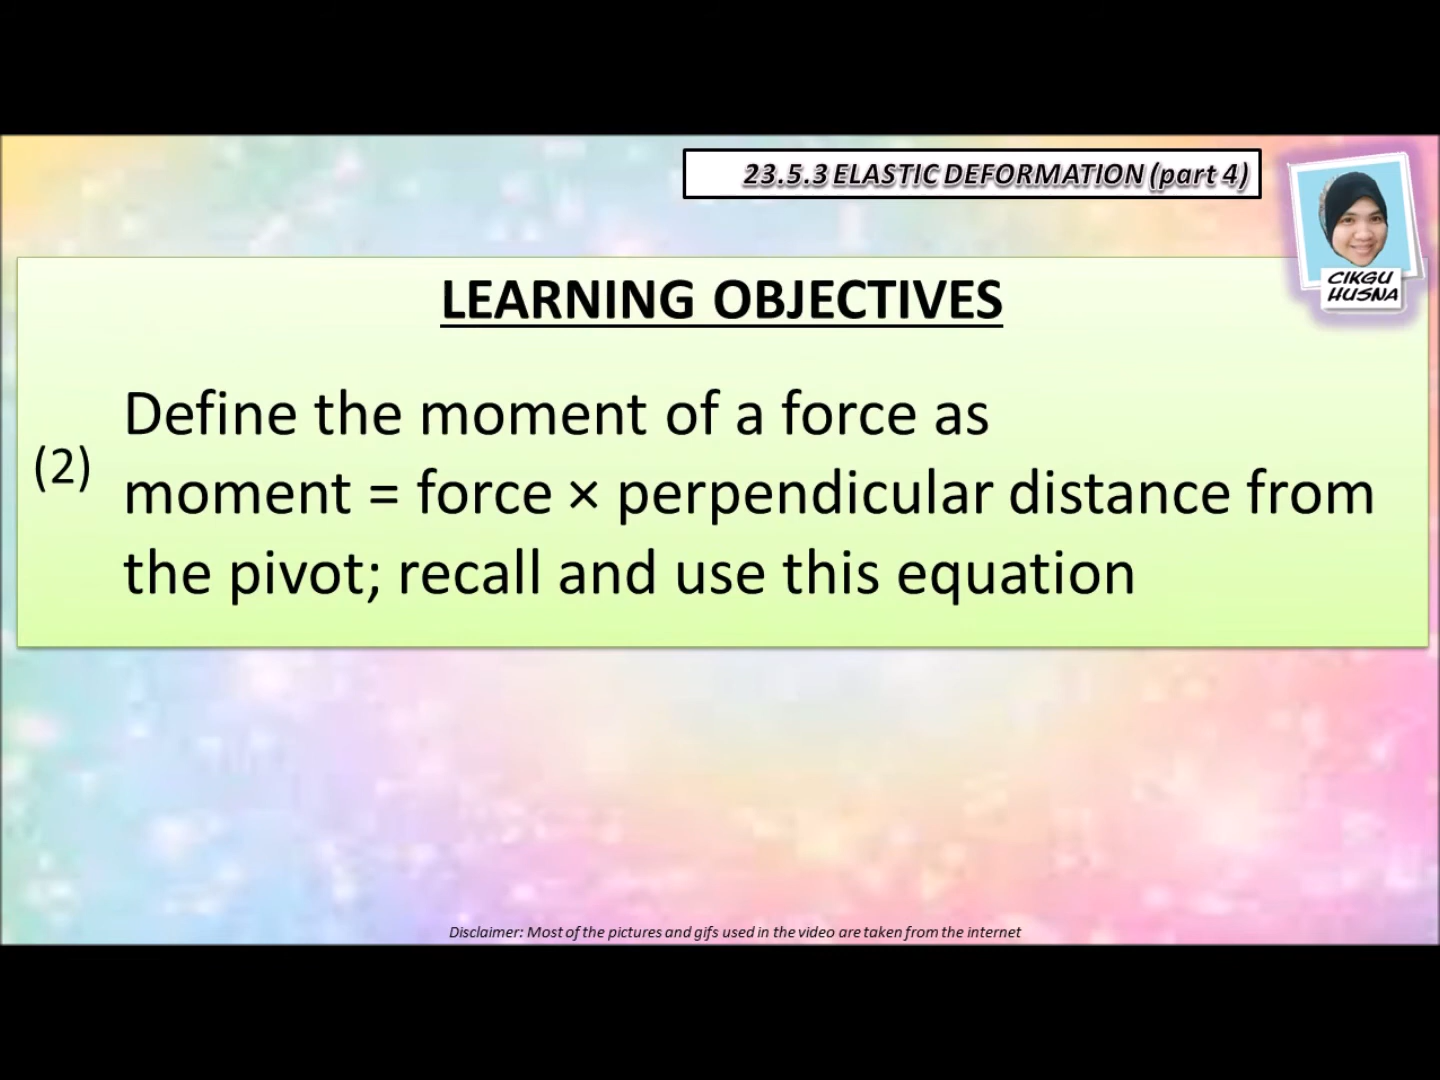 23.5.3 ELASTIC DEFORMATION (part 4)
CIKGU
HUSNA
LEARNING OBJECTIVES
(2)
Define the moment of a force as
moment = force × perpendicular distance from
the pivot; recall and use this equation
Disclaimer: Most of the pictures and gifs used in the video are taken from the internet